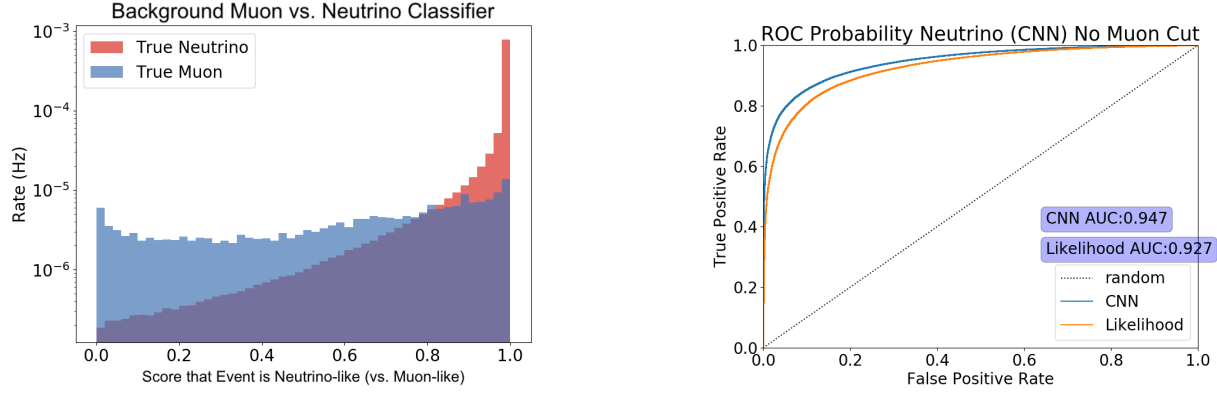 Background Muon vs. Neutrino Classifier
True Neutrino
True Muon
10⁻³
10⁻⁴
10⁻⁵
10⁻⁶
Rate (Hz)
0.0 0.2 0.4 0.6 0.8 1.0
Score that Event is Neutrino-like (vs. Muon-like)
ROC Probability Neutrino (CNN) No Muon Cut
1.0
0.8
0.6
0.4
0.2
0.0
True Positive Rate
CNN AUC:0.947
Likelihood AUC:0.927
random
CNN
Likelihood
0.0 0.2 0.4 0.6 0.8 1.0
False Positive Rate